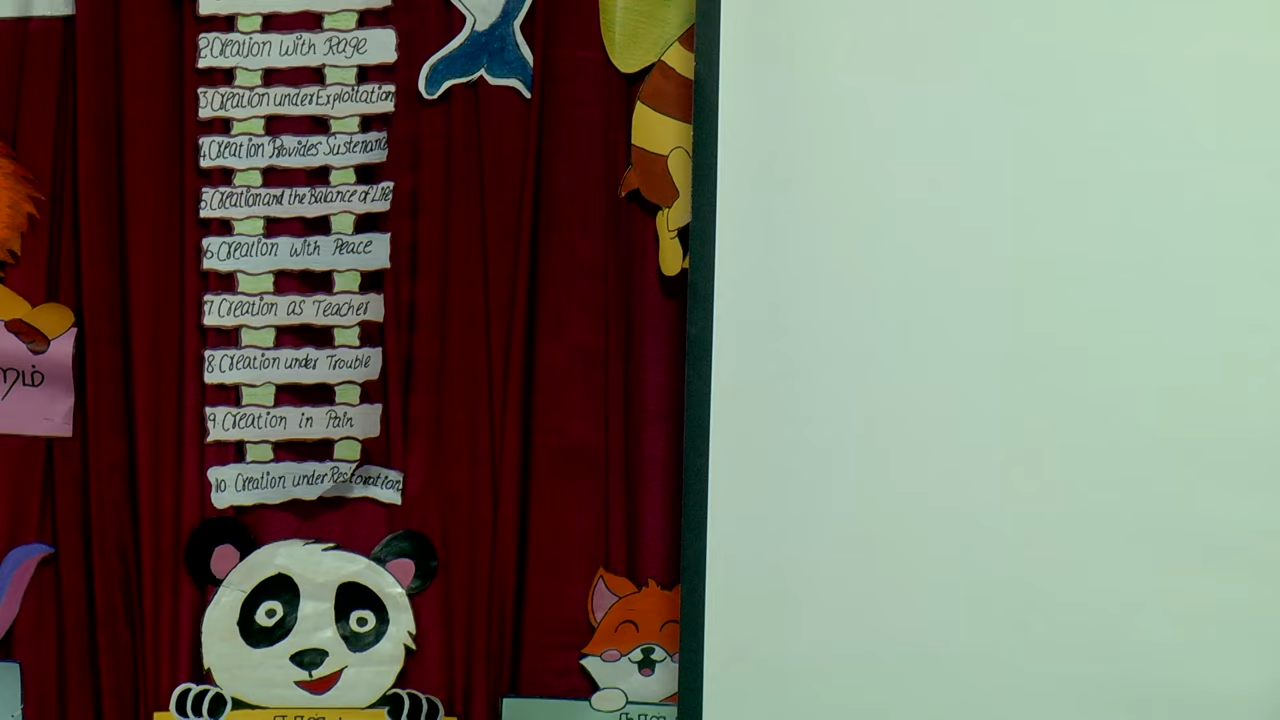 2 Creation with Rage
3 Creation under Exploitation
4 Creation Provides Sustenance
5. Creation and the Balance of Life
6 Creation with Peace
7 Creation as Teacher
8 Creation under Trouble
9. Creation in Pain
10. Creation under Restoration